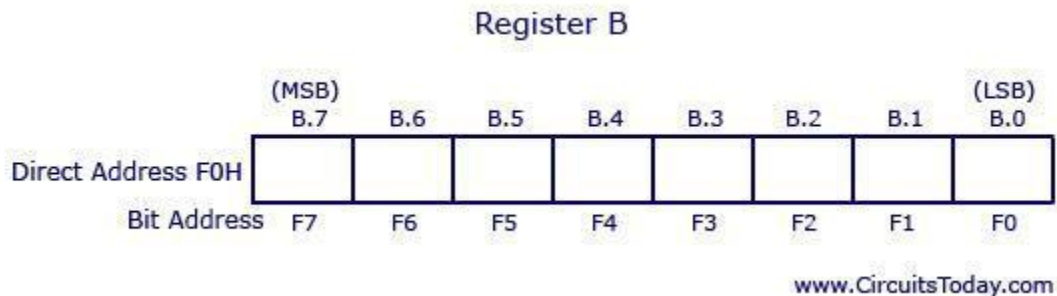 Register B
(MSB) (LSB)
B.7 B.6 B.5 B.4 B.3 B.2 B.1 B.0
Direct Address F0H
Bit Address F7 F6 F5 F4 F3 F2 F1 F0
www.CircuitsToday.com